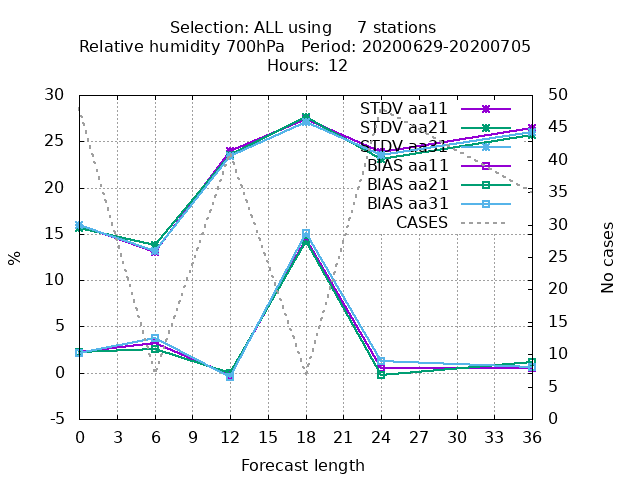 Selection: ALL using     7 stations
Relative humidity 700hPa   Period: 20200629-20200705
Hours:  12
STDV aa11
STDV aa21
STDV aa31
BIAS aa11
BIAS aa21
BIAS aa31
CASES
30
25
20
15
10
5
0
-5
%
50
45
40
35
30
25
20
15
10
5
0
No cases
0 3 6 9 12 15 18 21 24 27 30 33 36
Forecast length